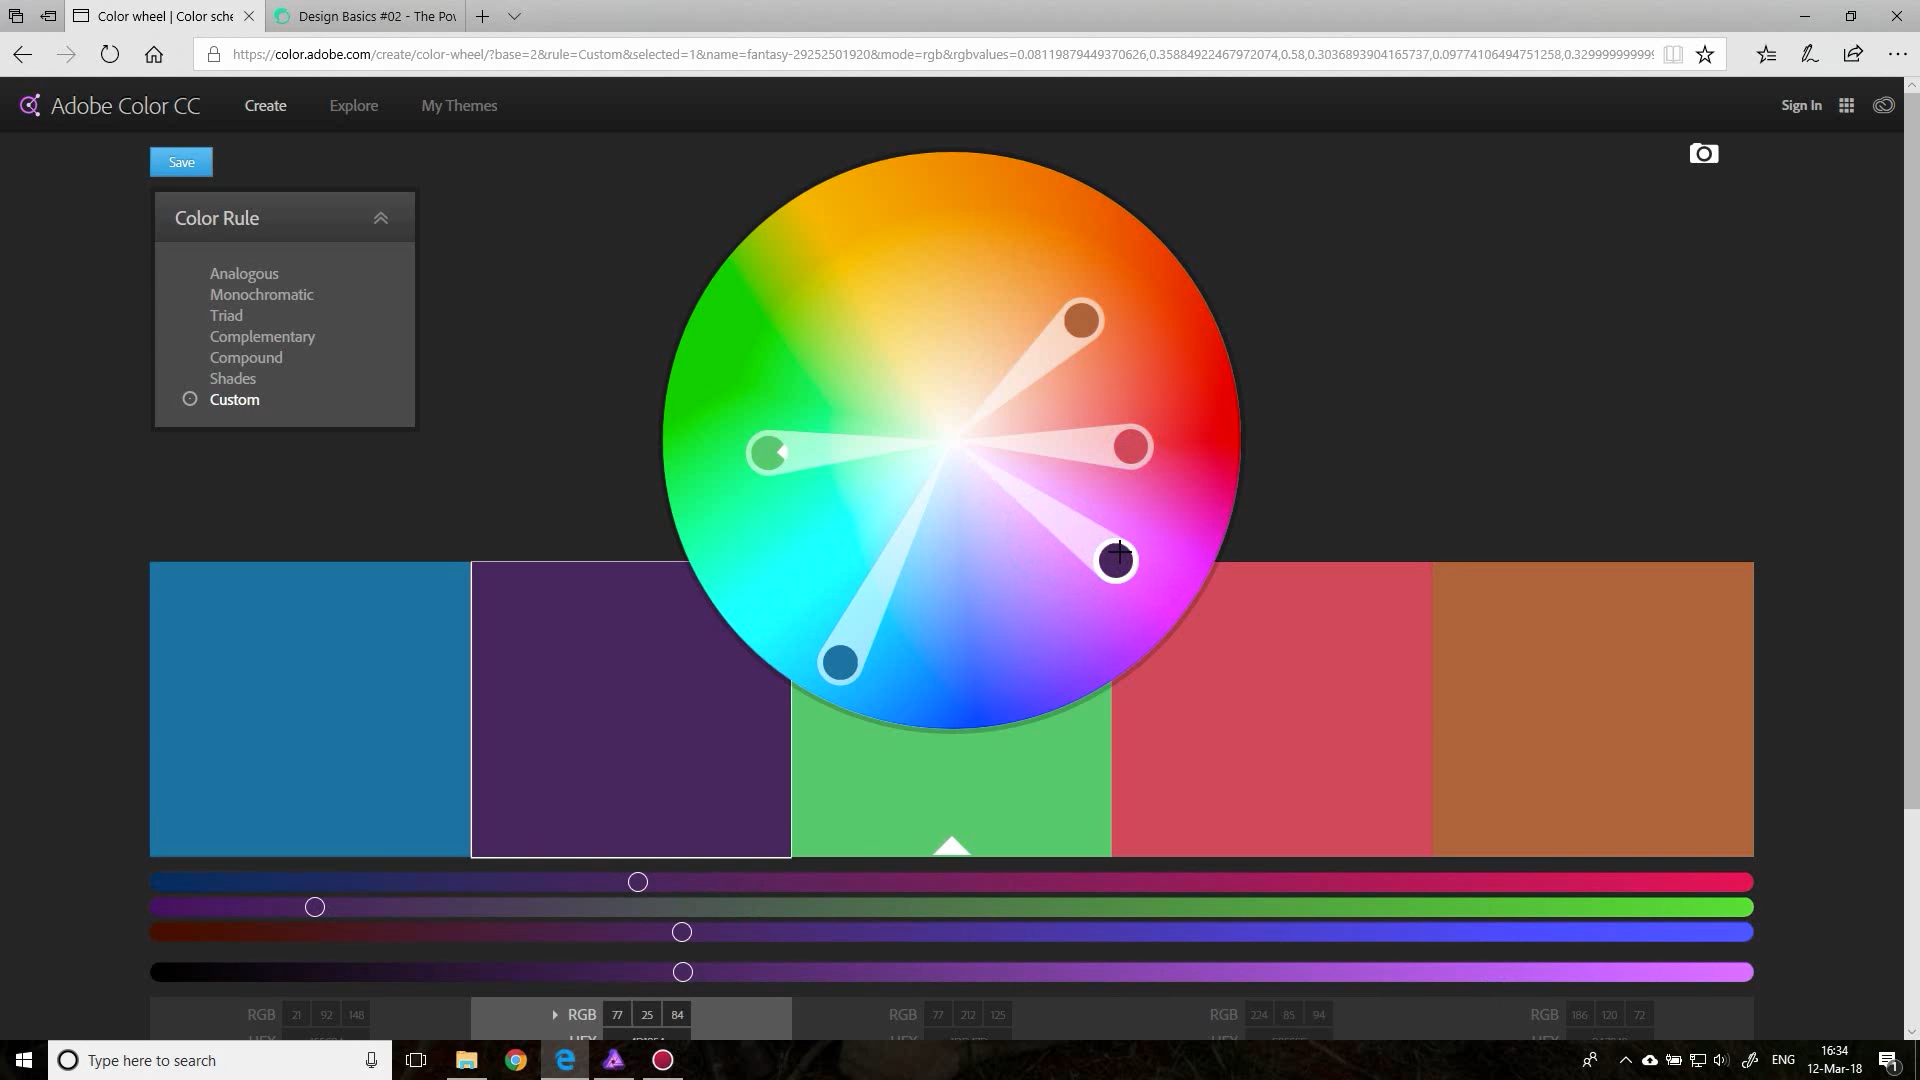 Color wheel | Color sche
Design Basics #02 - The Pov
https://color.adobe.com/create/color-wheel/?base=2&rule=Custom&selected=1&name=fantasy-29252501920&mode=rgb&rgbvalues=0.08119879449370626,0.35884922467972074,0.58,0.3036893904165737,0.09774106494751258,0.32999999999
Adobe Color CC
Create
Explore
My Themes
Sign In
Save
Color Rule
Analogous
Monochromatic
Triad
Complementary
Compound
Shades
Custom
RGB 21 92 148
RGB 77 25 84
RGB 77 212 125
RGB 224 85 94
RGB 186 120 72
Type here to search
ENG
16:34
12-Mar-18
1